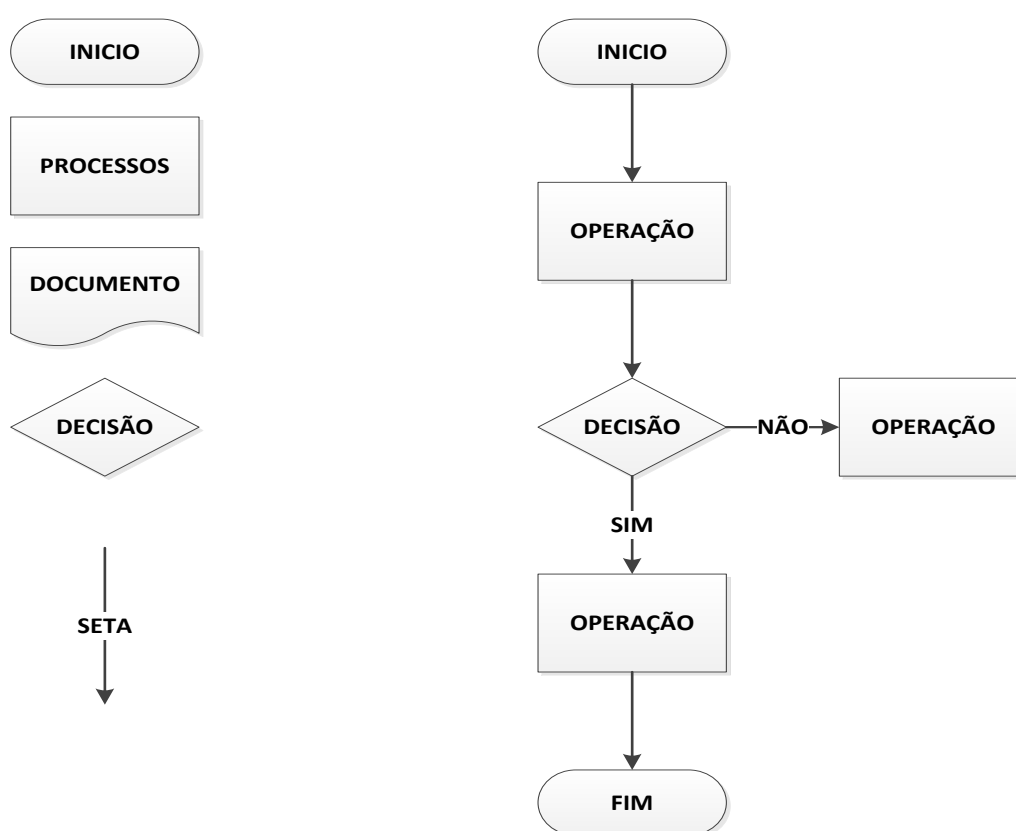 INICIO
PROCESSOS
DOCUMENTO
DECISÃO
SETA
INICIO
OPERAÇÃO
DECISÃO
NÃO
OPERAÇÃO
SIM
OPERAÇÃO
FIM